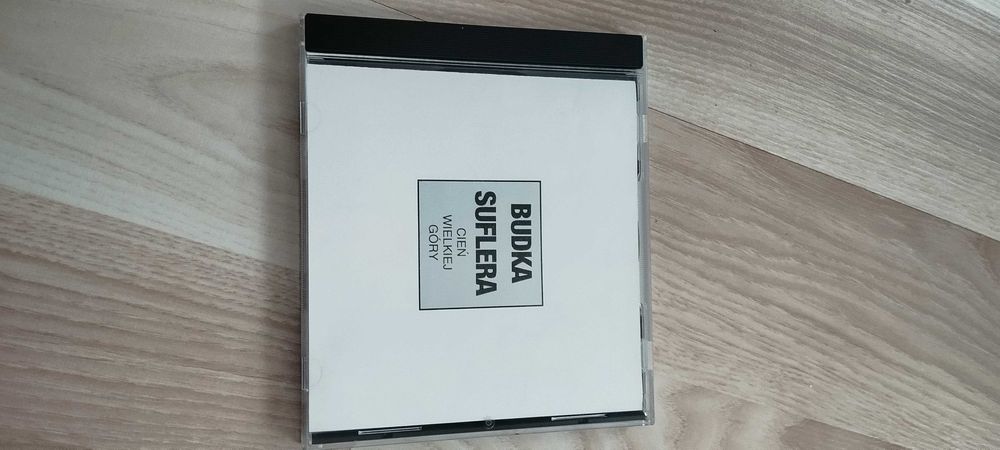 BUDKA
SUFLERA
CIEŃ
WIELKIEJ
GÓRY